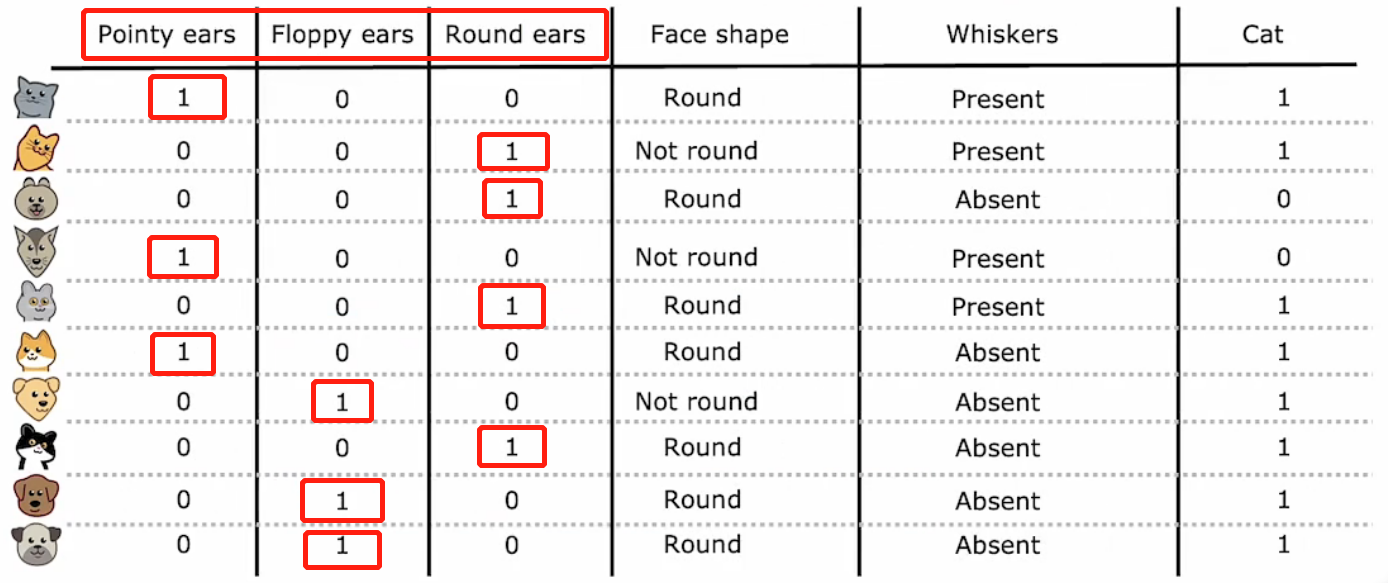 Pointy ears Floppy ears Round ears Face shape Whiskers Cat
1 0 0 Round Present 1
0 0 1 Not round Present 1
0 0 1 Round Absent 0
1 0 0 Not round Present 0
0 0 1 Round Present 1
1 0 0 Round Absent 1
0 1 0 Not round Absent 1
0 0 1 Round Absent 1
0 1 0 Round Absent 1
0 1 0 Round Absent 1